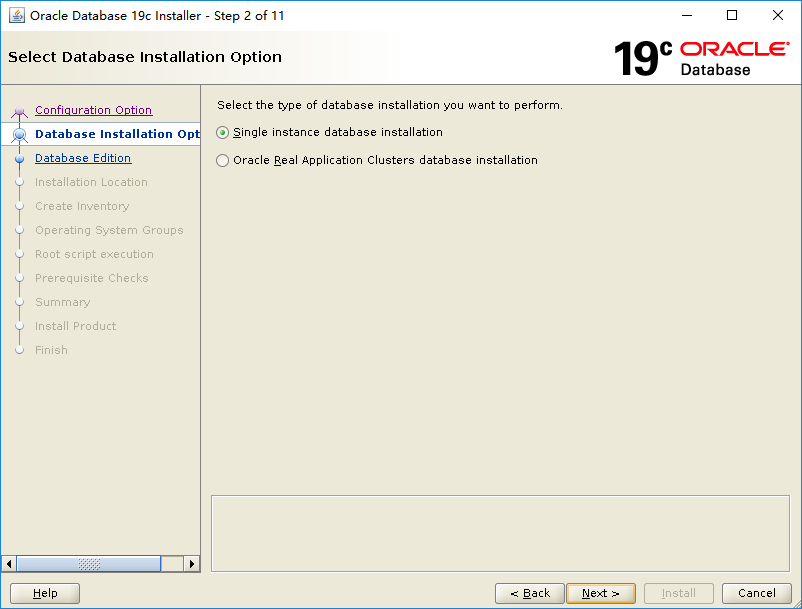 Oracle Database 19c Installer - Step 2 of 11
Select Database Installation Option
19c ORACLE
Database
Configuration Option
Database Installation Opt
Database Edition
Installation Location
Create Inventory
Operating System Groups
Root script execution
Prerequisite Checks
Summary
Install Product
Finish
Select the type of database installation you want to perform.
Single instance database installation
Oracle Real Application Clusters database installation
Help
< Back
Next >
Install
Cancel